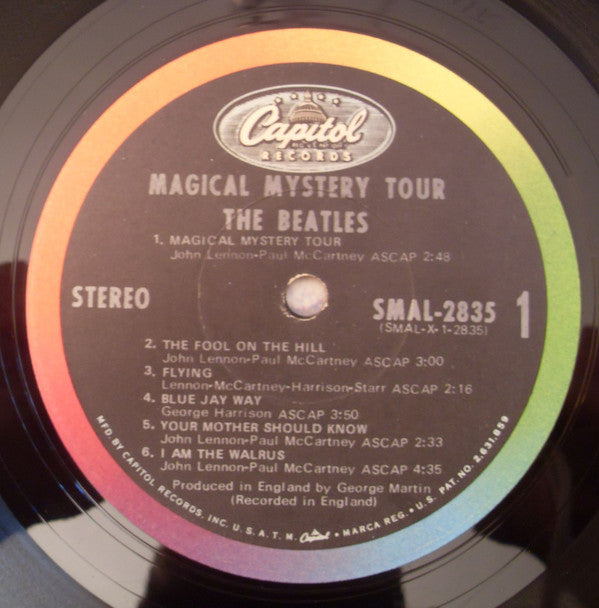 Capitol
RECORDS
MAGICAL MYSTERY TOUR
THE BEATLES
1. MAGICAL MYSTERY TOUR
John Lennon-Paul McCartney ASCAP 2:48
STEREO
SMAL-2835 1
(SMAL-X-1-2835)
2. THE FOOL ON THE HILL
John Lennon-Paul McCartney ASCAP 3:00
3. FLYING
Lennon-McCartney-Harrison-Starr ASCAP 2:16
4. BLUE JAY WAY
George Harrison ASCAP 3:50
5. YOUR MOTHER SHOULD KNOW
John Lennon-Paul McCartney ASCAP 2:33
6. I AM THE WALRUS
John Lennon-Paul McCartney ASCAP 4:35
Produced in England by George Martin
(Recorded in England)
MFD. BY CAPITOL RECORDS, INC. U.S.A. T.M. Capitol • MARCA REG. • U.S. PAT. NO. 2,631,859